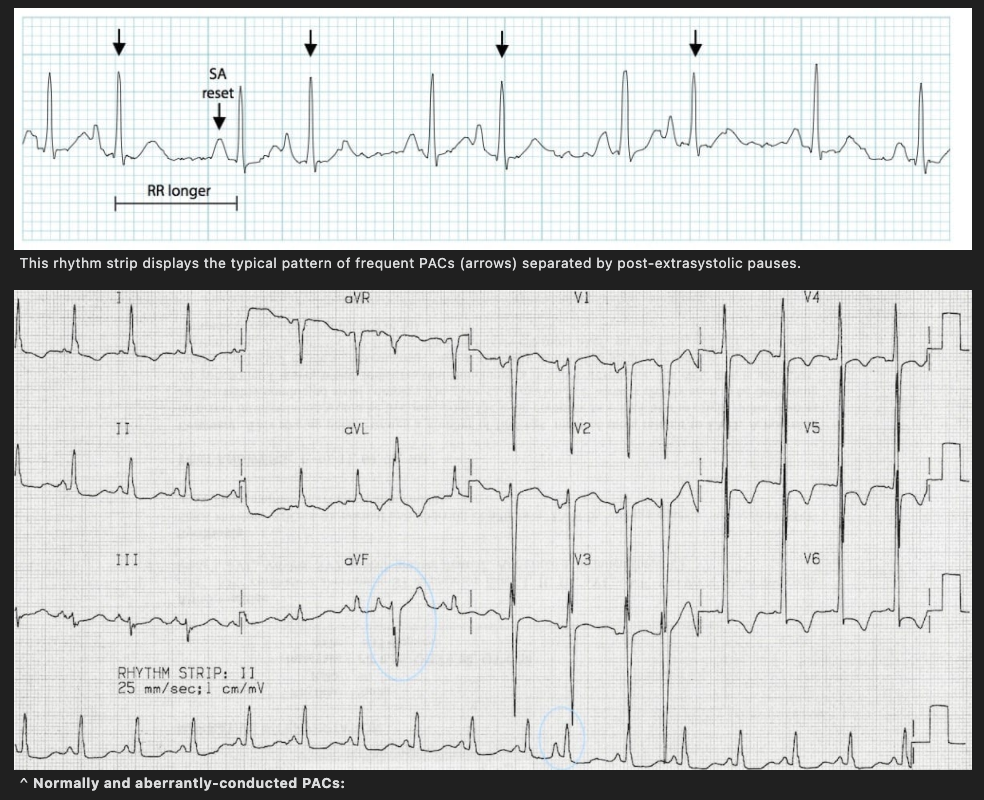 SA
reset
RR longer
This rhythm strip displays the typical pattern of frequent PACs (arrows) separated by post-extrasystolic pauses.
I aVR V1 V4
II aVL V2 V5
III aVF V3 V6
RHYTHM STRIP: II
25 mm/sec;1 cm/mV
^ Normally and aberrantly-conducted PACs: